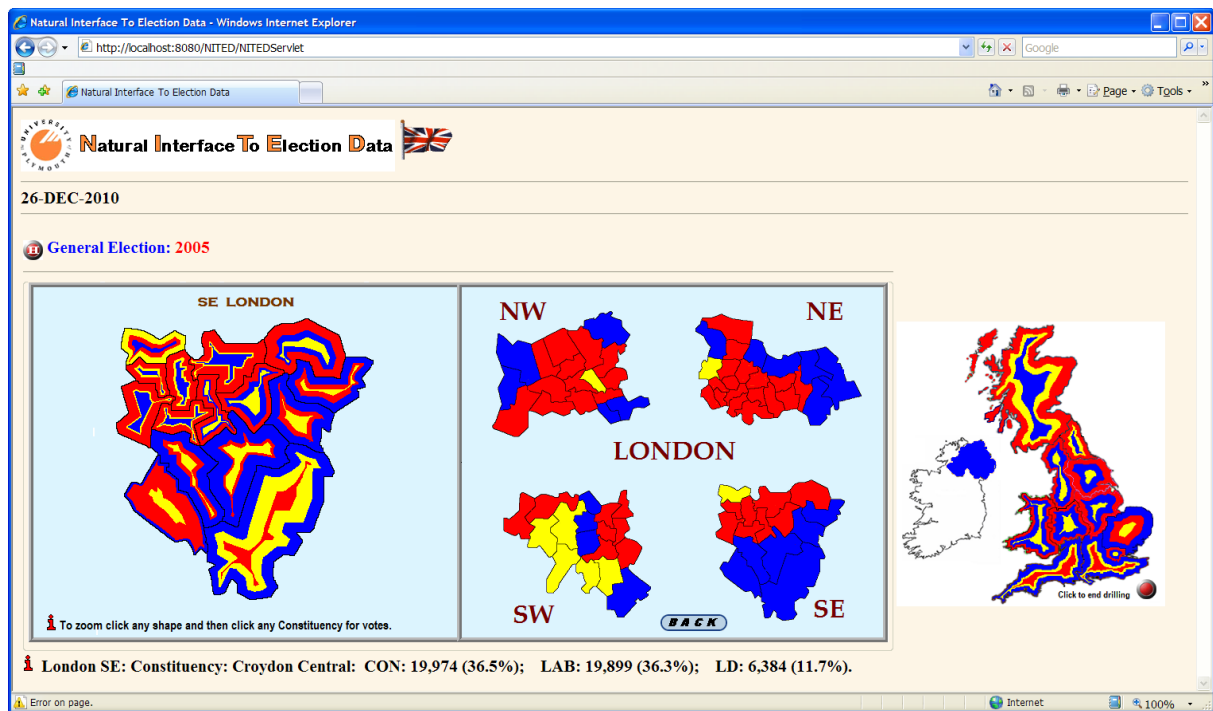 Natural Interface To Election Data - Windows Internet Explorer
http://localhost:8080/NITED/NITEDServlet
Google
Natural Interface To Election Data
Page
Tools
UNIVERSITY
PLYMOUTH
Natural Interface To Election Data
26-DEC-2010
H General Election: 2005
SE LONDON
NW
NE
LONDON
SW
SE
BACK
To zoom click any shape and then click any Constituency for votes.
Click to end drilling
London SE: Constituency: Croydon Central: CON: 19,974 (36.5%); LAB: 19,899 (36.3%); LD: 6,384 (11.7%).
Error on page.
Internet
100%